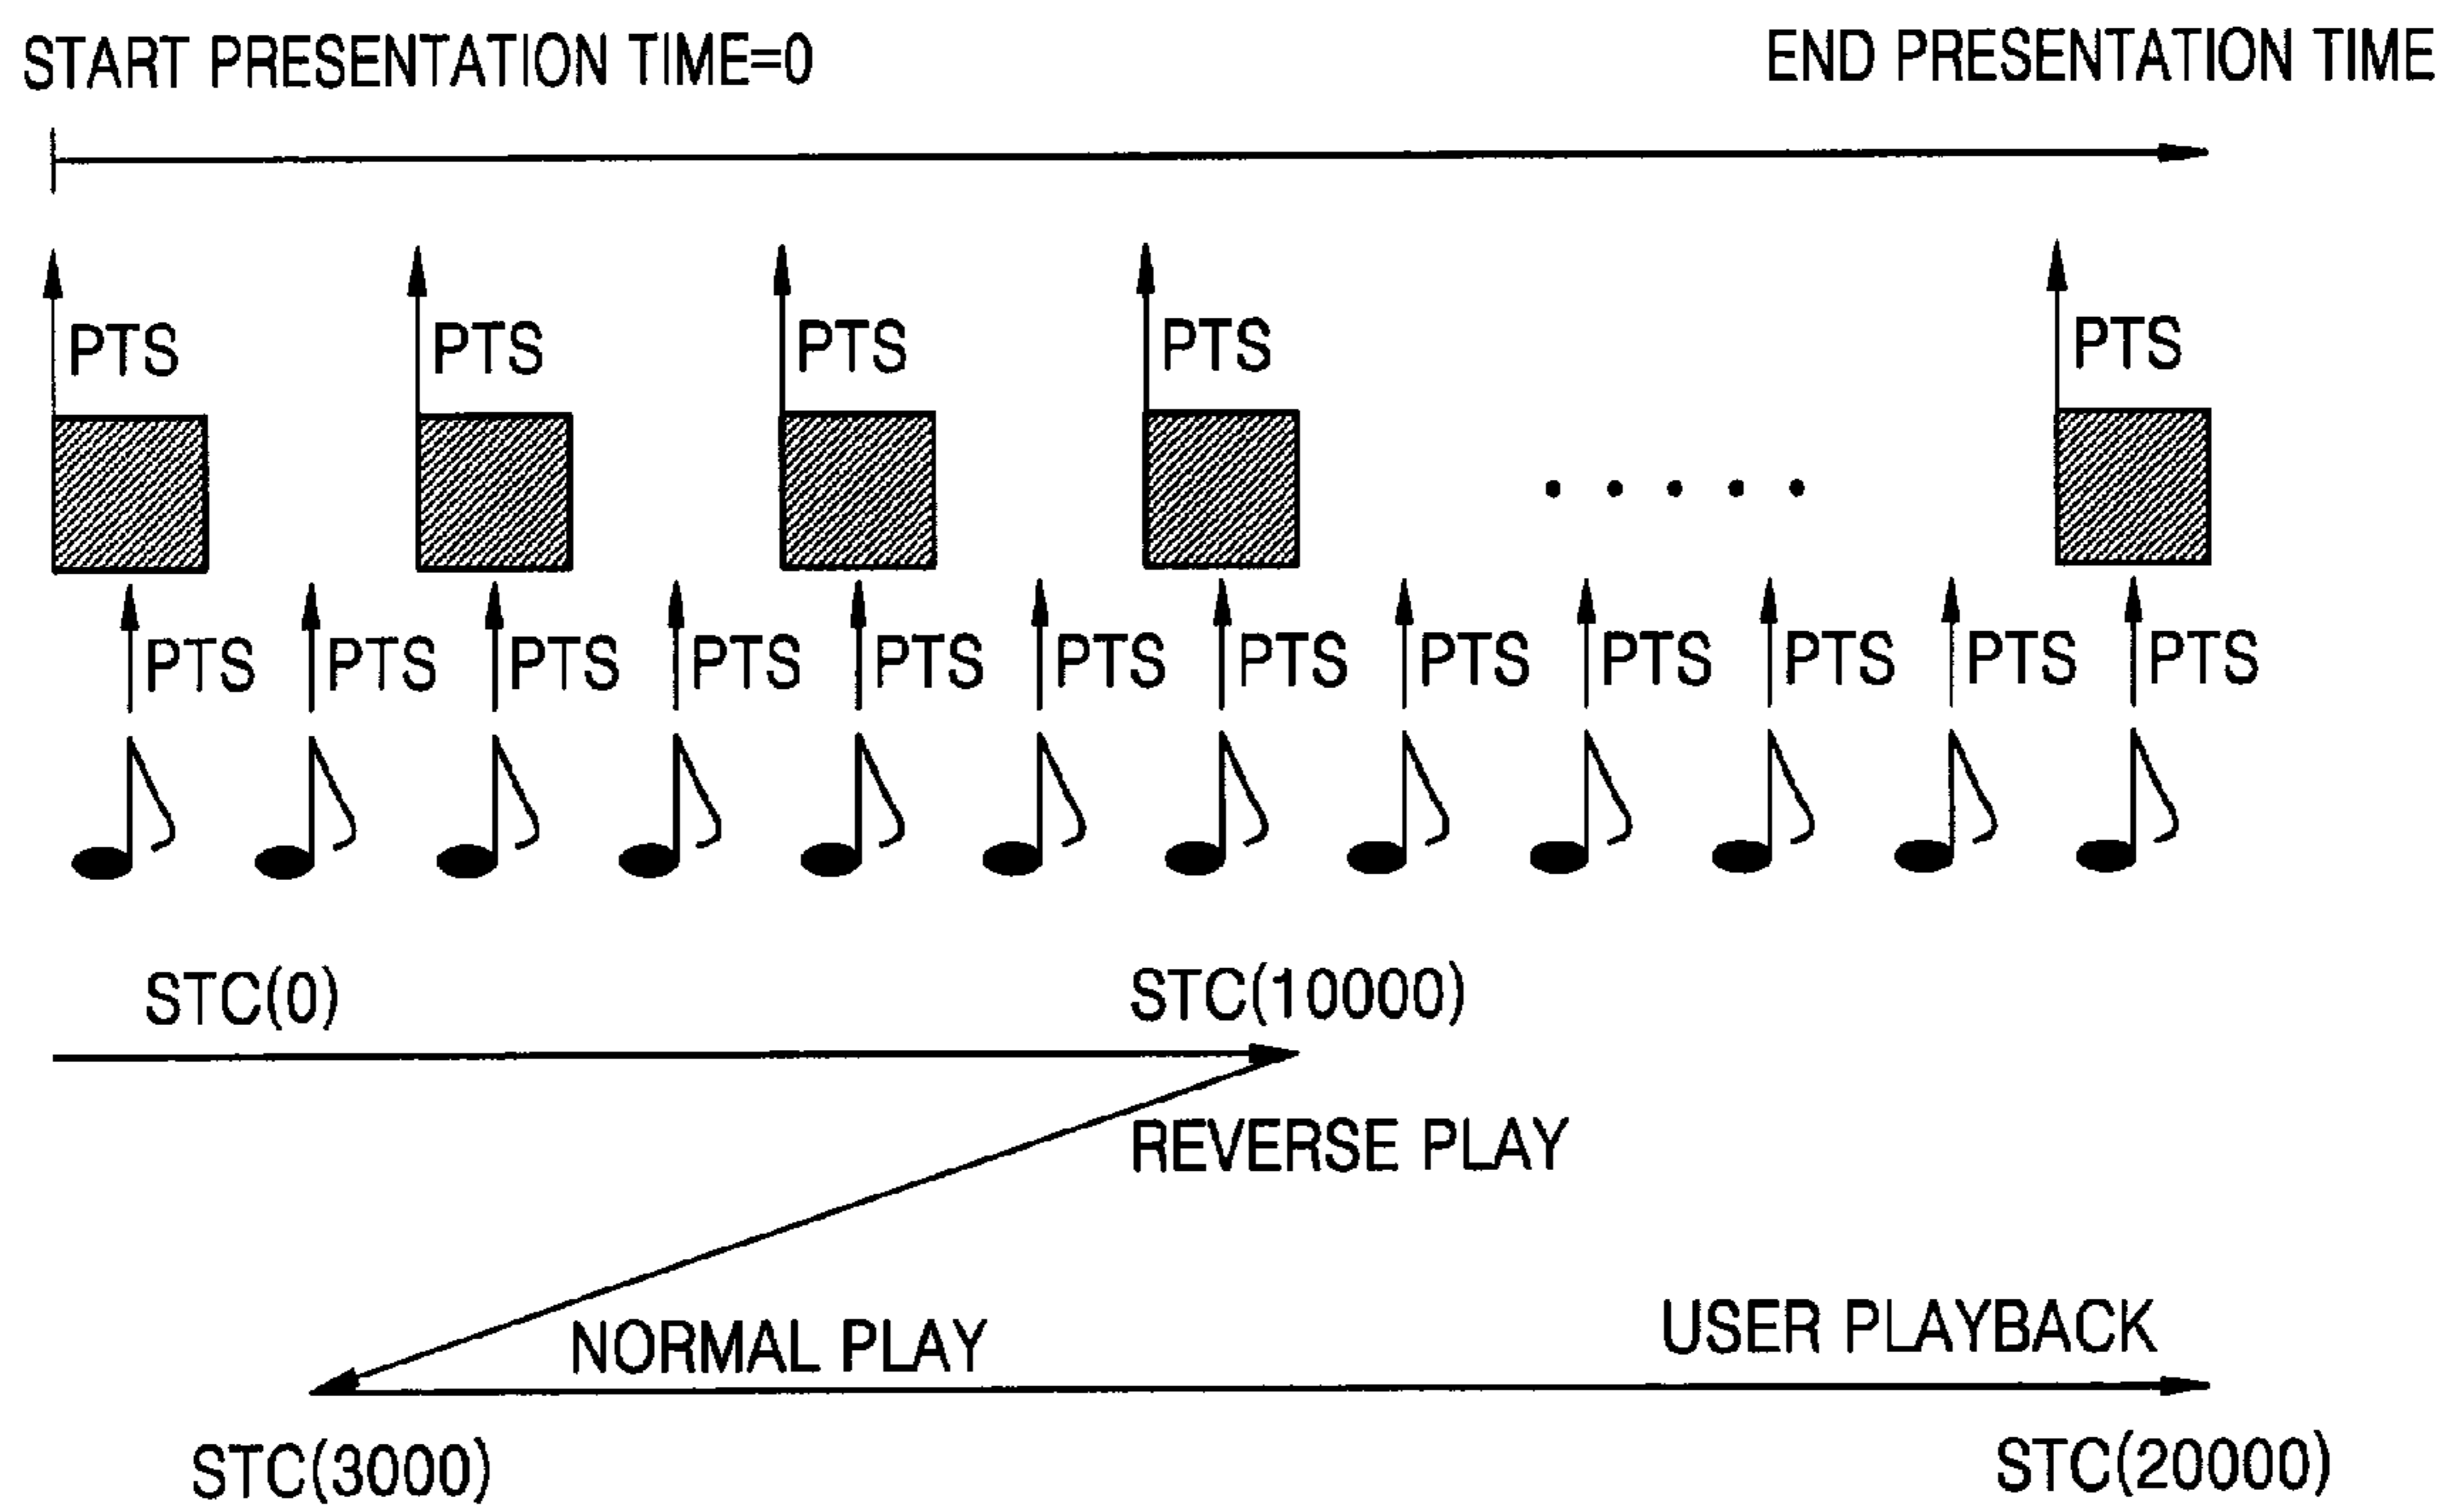 START PRESENTATION TIME=0 END PRESENTATION TIME
PTS PTS PTS PTS PTS
PTS PTS PTS PTS PTS PTS PTS PTS PTS PTS PTS PTS
STC(0) STC(10000)
REVERSE PLAY
USER PLAYBACK
NORMAL PLAY
STC(3000) STC(20000)